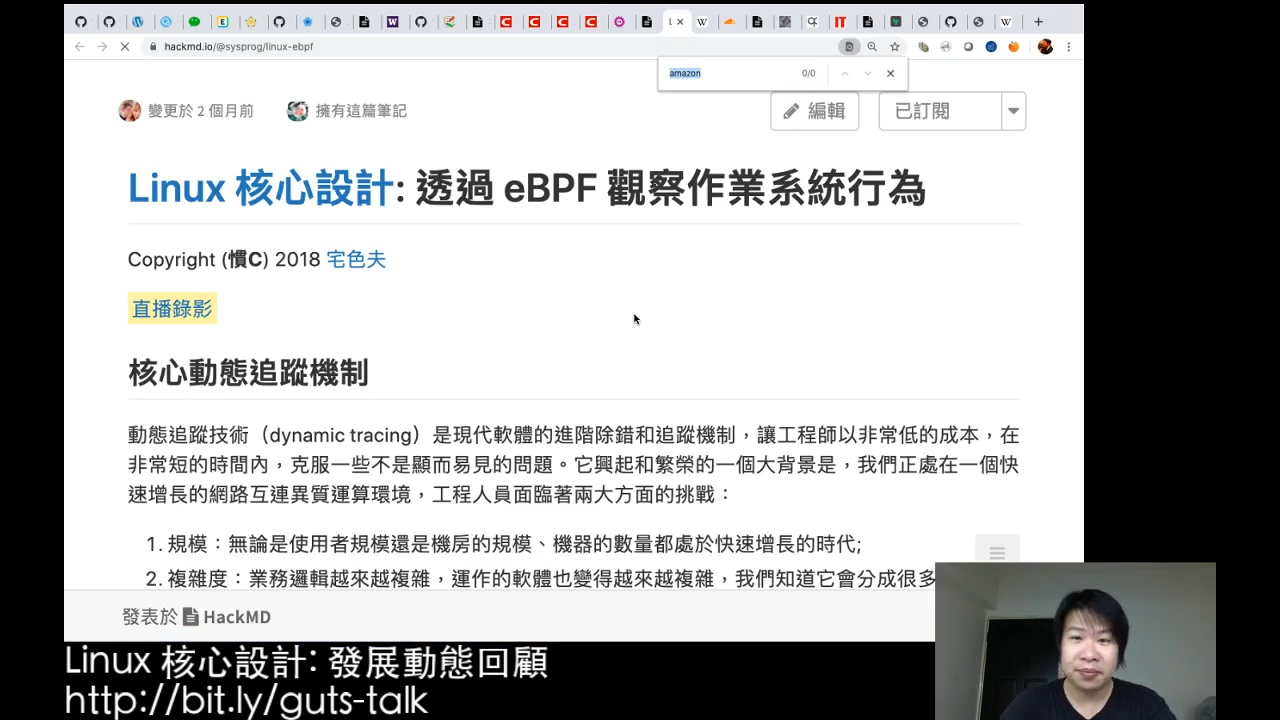 hackmd.io/@sysprog/linux-ebpf
amazon
0/0
變更於 2 個月前
擁有這篇筆記
編輯
已訂閱
Linux 核心設計: 透過 eBPF 觀察作業系統行為
Copyright (慣C) 2018 宅色夫
直播錄影
核心動態追蹤機制
動態追蹤技術（dynamic tracing）是現代軟體的進階除錯和追蹤機制，讓工程師以非常低的成本，在
非常短的時間內，克服一些不是顯而易見的問題。它興起和繁榮的一個大背景是，我們正處在一個快
速增長的網路互連異質運算環境，工程人員面臨著兩大方面的挑戰：
1. 規模：無論是使用者規模還是機房的規模、機器的數量都處於快速增長的時代;
2. 複雜度：業務邏輯越來越複雜，運作的軟體也變得越來越複雜，我們知道它會分成很多
發表於 HackMD
Linux 核心設計: 發展動態回顧
http://bit.ly/guts-talk